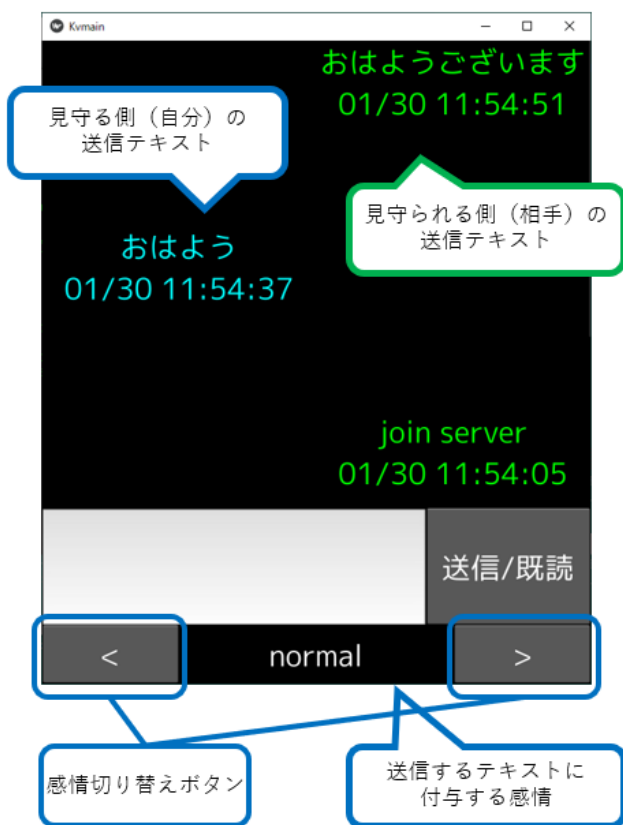 Kvmain
おはようございます
01/30 11:54:51
見守る側（自分）の
送信テキスト
見守られる側（相手）の
送信テキスト
おはよう
01/30 11:54:37
join server
01/30 11:54:05
送信/既読
<
normal
>
感情切り替えボタン
送信するテキストに
付与する感情